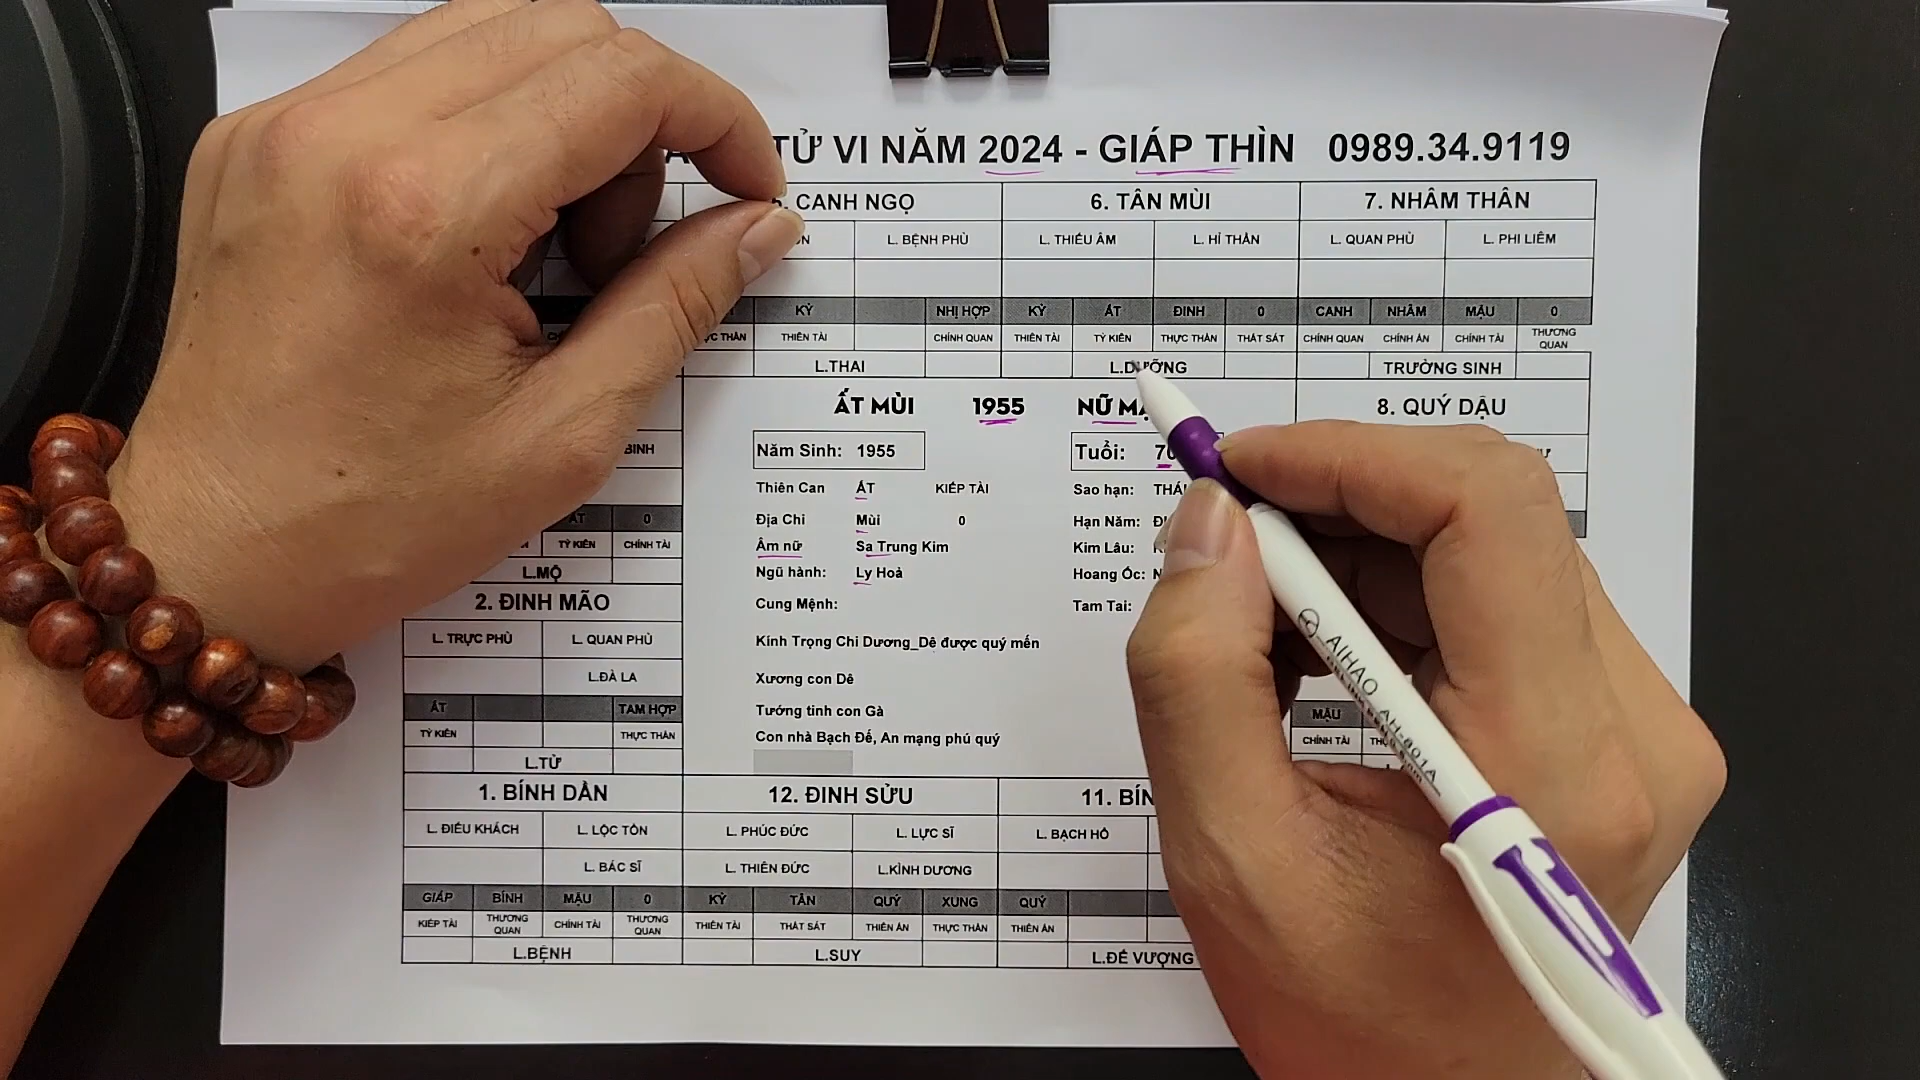 TỬ VI NĂM 2024 - GIÁP THÌN 0989.34.9119
5. CANH NGỌ 6. TÂN MÙI 7. NHÂM THÂN
L. BỆNH PHÙ L. THIẾU ÂM L. HỈ THẦN L. QUAN PHÙ L. PHI LIÊM
KỶ NHỊ HỢP KỶ ẤT ĐINH 0 CANH NHÂM MẬU 0
THIÊN TÀI CHÍNH QUAN THIÊN TÀI TỶ KIÊN THỰC THẦN THẤT SÁT CHÍNH QUAN CHÍNH ẤN CHÍNH TÀI THƯƠNG QUAN
L.THAI L.DƯỠNG TRƯỜNG SINH
ẤT MÙI 1955 NỮ 8. QUÝ DẬU
Năm Sinh: 1955 Tuổi: 70
Thiên Can ẤT KIẾP TÀI Sao hạn:
Địa Chi Mùi 0 Hạn Năm:
ẤT 0
TỶ KIÊN CHÍNH TÀI
Âm nữ Sa Trung Kim Kim Lâu:
Ngũ hành: Ly Hoả Hoang Ốc:
L.MỘ
Cung Mệnh: Tam Tai:
2. ĐINH MÃO
L. TRỰC PHÙ L. QUAN PHÙ
Kính Trọng Chi Dương_Dê được quý mến
L.ĐÀ LA
Xương con Dê
Tướng tinh con Gà
ẤT TAM HỢP
TỶ KIÊN THỰC THẦN
Con nhà Bạch Đế, An mạng phú quý
MẬU
CHÍNH TÀI
L.TỬ
1. BÍNH DẦN 12. ĐINH SỬU 11.
L. ĐIẾU KHÁCH L. LỘC TỒN L. PHÚC ĐỨC L. LỰC SĨ L. BẠCH HỔ
L. BÁC SĨ L. THIÊN ĐỨC L.KÌNH DƯƠNG
GIÁP BÍNH MẬU 0 KỶ TÂN QUÝ XUNG QUÝ
KIẾP TÀI THƯƠNG QUAN CHÍNH TÀI THƯƠNG QUAN THIÊN TÀI THẤT SÁT THIÊN ẤN THỰC THẦN THIÊN ẤN
L.BỆNH L.SUY L.ĐẾ VƯỢNG
AIHAO AH-801A